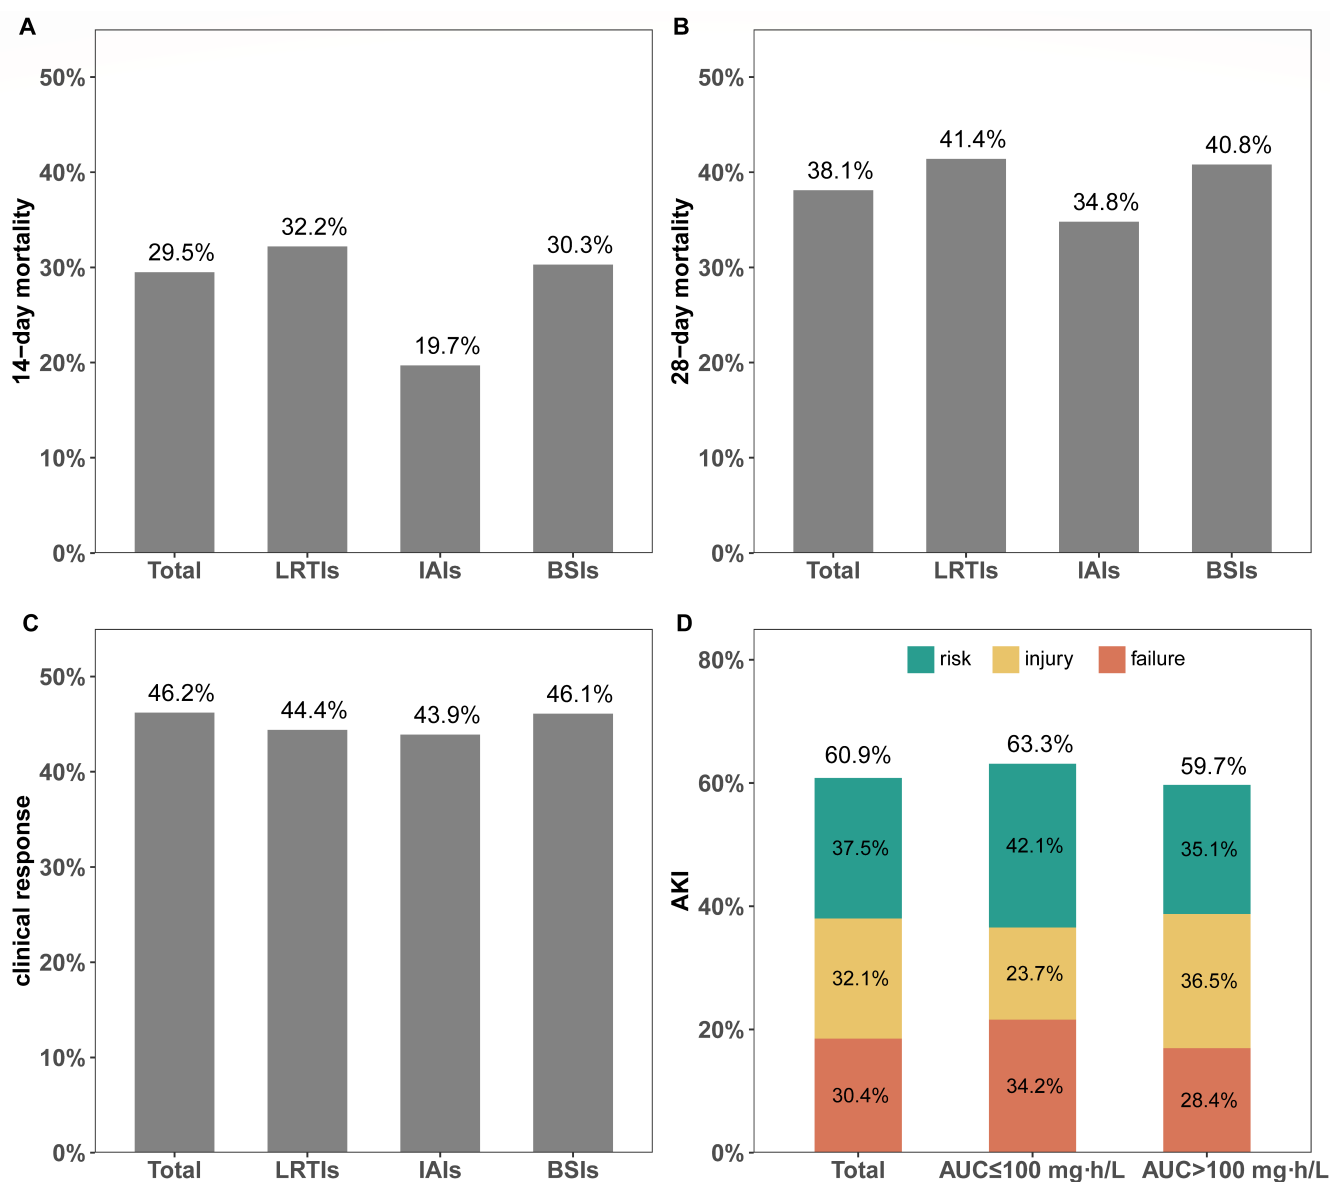 A
50%
40%
30%
20%
10%
0%
14−day mortality
29.5%
32.2%
19.7%
30.3%
Total
LRTIs
IAIs
BSIs
B
50%
40%
30%
20%
10%
0%
28−day mortality
38.1%
41.4%
34.8%
40.8%
Total
LRTIs
IAIs
BSIs
C
50%
40%
30%
20%
10%
0%
clinical response
46.2%
44.4%
43.9%
46.1%
Total
LRTIs
IAIs
BSIs
D
80%
60%
40%
20%
0%
AKI
risk injury failure
60.9%
63.3%
59.7%
37.5%
42.1%
35.1%
32.1%
23.7%
36.5%
30.4%
34.2%
28.4%
Total
AUC≤100 mg·h/L
AUC>100 mg·h/L